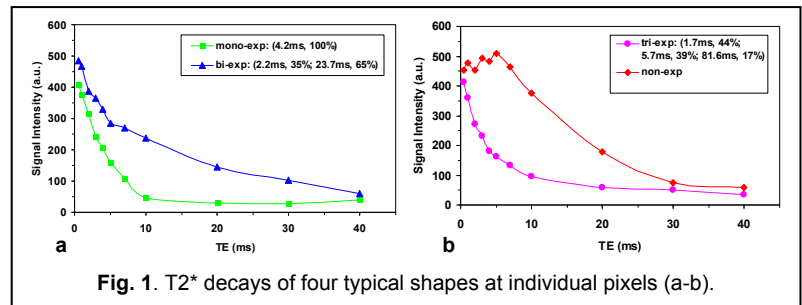 600
500
400
300
200
100
0
Signal Intensity (a.u.)
mono-exp: (4.2ms, 100%)
bi-exp: (2.2ms, 35%; 23.7ms, 65%)
0 10 20 30 40
TE (ms)
a
600
500
400
300
200
100
0
Signal Intensity (a.u.)
tri-exp: (1.7ms, 44%;
5.7ms, 39%; 81.6ms, 17%)
non-exp
0 10 20 30 40
TE (ms)
b
Fig. 1. T2* decays of four typical shapes at individual pixels (a-b).